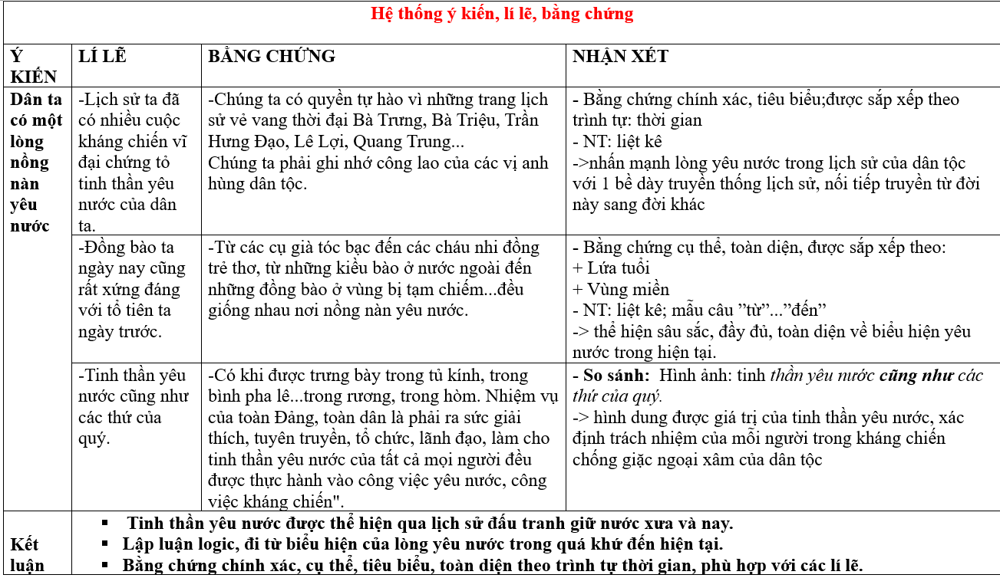 Hệ thống ý kiến, lí lẽ, bằng chứng
Ý
KIẾN
LÍ LẼ
BẰNG CHỨNG
NHẬN XÉT
Dân ta
có một
lòng
nồng
nàn
yêu
nước
-Lịch sử ta đã
có nhiều cuộc
kháng chiến vĩ
đại chứng tỏ
tinh thần yêu
nước của dân
ta.
-Chúng ta có quyền tự hào vì những trang lịch
sử vẻ vang thời đại Bà Trưng, Bà Triệu, Trần
Hưng Đạo, Lê Lợi, Quang Trung...
Chúng ta phải ghi nhớ công lao của các vị anh
hùng dân tộc.
- Bằng chứng chính xác, tiêu biểu;được sắp xếp theo
trình tự: thời gian
- NT: liệt kê
->nhấn mạnh lòng yêu nước trong lịch sử của dân tộc
với 1 bề dày truyền thống lịch sử, nối tiếp truyền từ đời
này sang đời khác
-Đồng bào ta
ngày nay cũng
rất xứng đáng
với tổ tiên ta
ngày trước.
-Từ các cụ già tóc bạc đến các cháu nhi đồng
trẻ thơ, từ những kiều bào ở nước ngoài đến
những đồng bào ở vùng bị tạm chiếm...đều
giống nhau nơi nồng nàn yêu nước.
- Bằng chứng cụ thể, toàn diện, được sắp xếp theo:
+ Lứa tuổi
+ Vùng miền
- NT: liệt kê; mẫu câu ”từ”...”đến”
-> thể hiện sâu sắc, đầy đủ, toàn diện về biểu hiện yêu
nước trong hiện tại.
-Tinh thần yêu
nước cũng như
các thứ của
quý.
-Có khi được trưng bày trong tủ kính, trong
bình pha lê...trong rương, trong hòm. Nhiệm vụ
của toàn Đảng, toàn dân là phải ra sức giải
thích, tuyên truyền, tổ chức, lãnh đạo, làm cho
tinh thần yêu nước của tất cả mọi người đều
được thực hành vào công việc yêu nước, công
việc kháng chiến".
- So sánh: Hình ảnh: tinh thần yêu nước cũng như các
thứ của quý.
-> hình dung được giá trị của tinh thần yêu nước, xác
định trách nhiệm của mỗi người trong kháng chiến
chống giặc ngoại xâm của dân tộc
Kết
luận
▪ Tinh thần yêu nước được thể hiện qua lịch sử đấu tranh giữ nước xưa và nay.
▪ Lập luận logic, đi từ biểu hiện của lòng yêu nước trong quá khứ đến hiện tại.
▪ Bằng chứng chính xác, cụ thể, tiêu biểu, toàn diện theo trình tự thời gian, phù hợp với các lí lẽ.